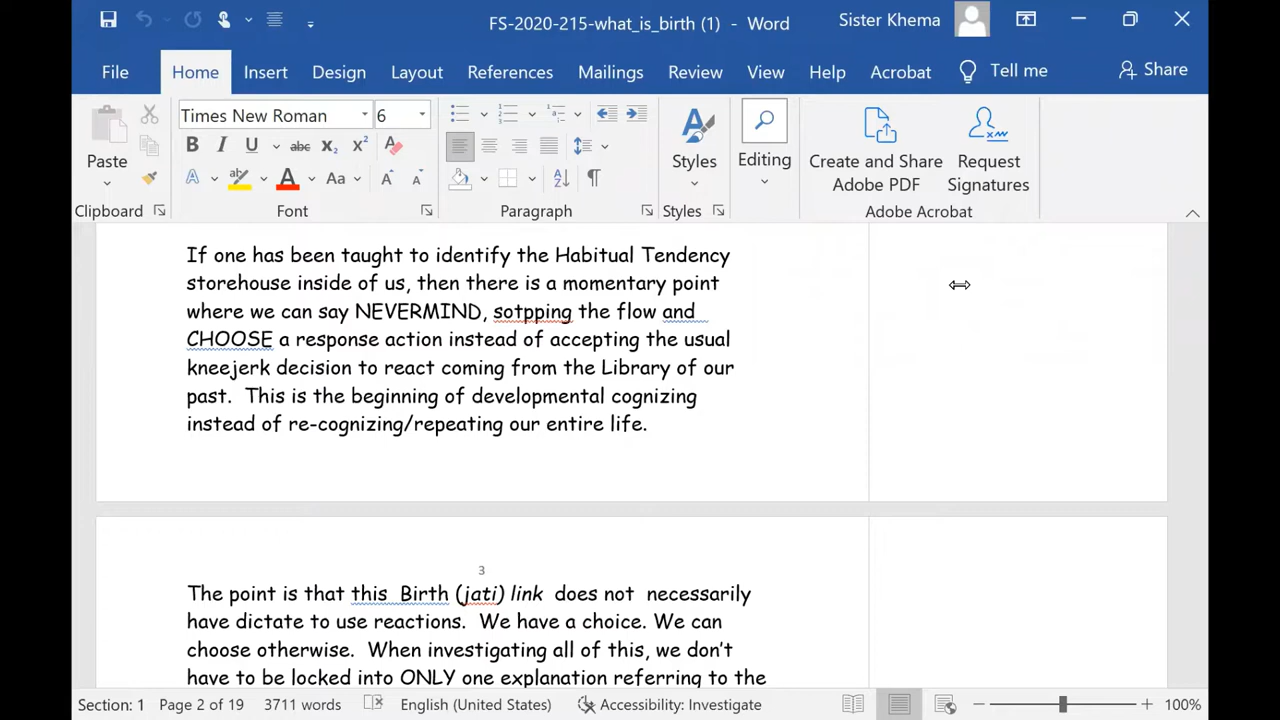 FS-2020-215-what_is_birth (1) - Word
Sister Khema
File Home Insert Design Layout References Mailings Review View Help Acrobat Tell me Share
Times New Roman 6
Paste
Styles
Editing
Create and Share Adobe PDF
Request Signatures
Clipboard Font Paragraph Styles Adobe Acrobat
If one has been taught to identify the Habitual Tendency
storehouse inside of us, then there is a momentary point
where we can say NEVERMIND, sotpping the flow and
CHOOSE a response action instead of accepting the usual
kneejerk decision to react coming from the Library of our
past. This is the beginning of developmental cognizing
instead of re-cognizing/repeating our entire life.
3
The point is that this Birth (jati) link does not necessarily
have dictate to use reactions. We have a choice. We can
choose otherwise. When investigating all of this, we don't
have to be locked into ONLY one explanation referring to the
Section: 1 Page 2 of 19 3711 words English (United States) Accessibility: Investigate 100%